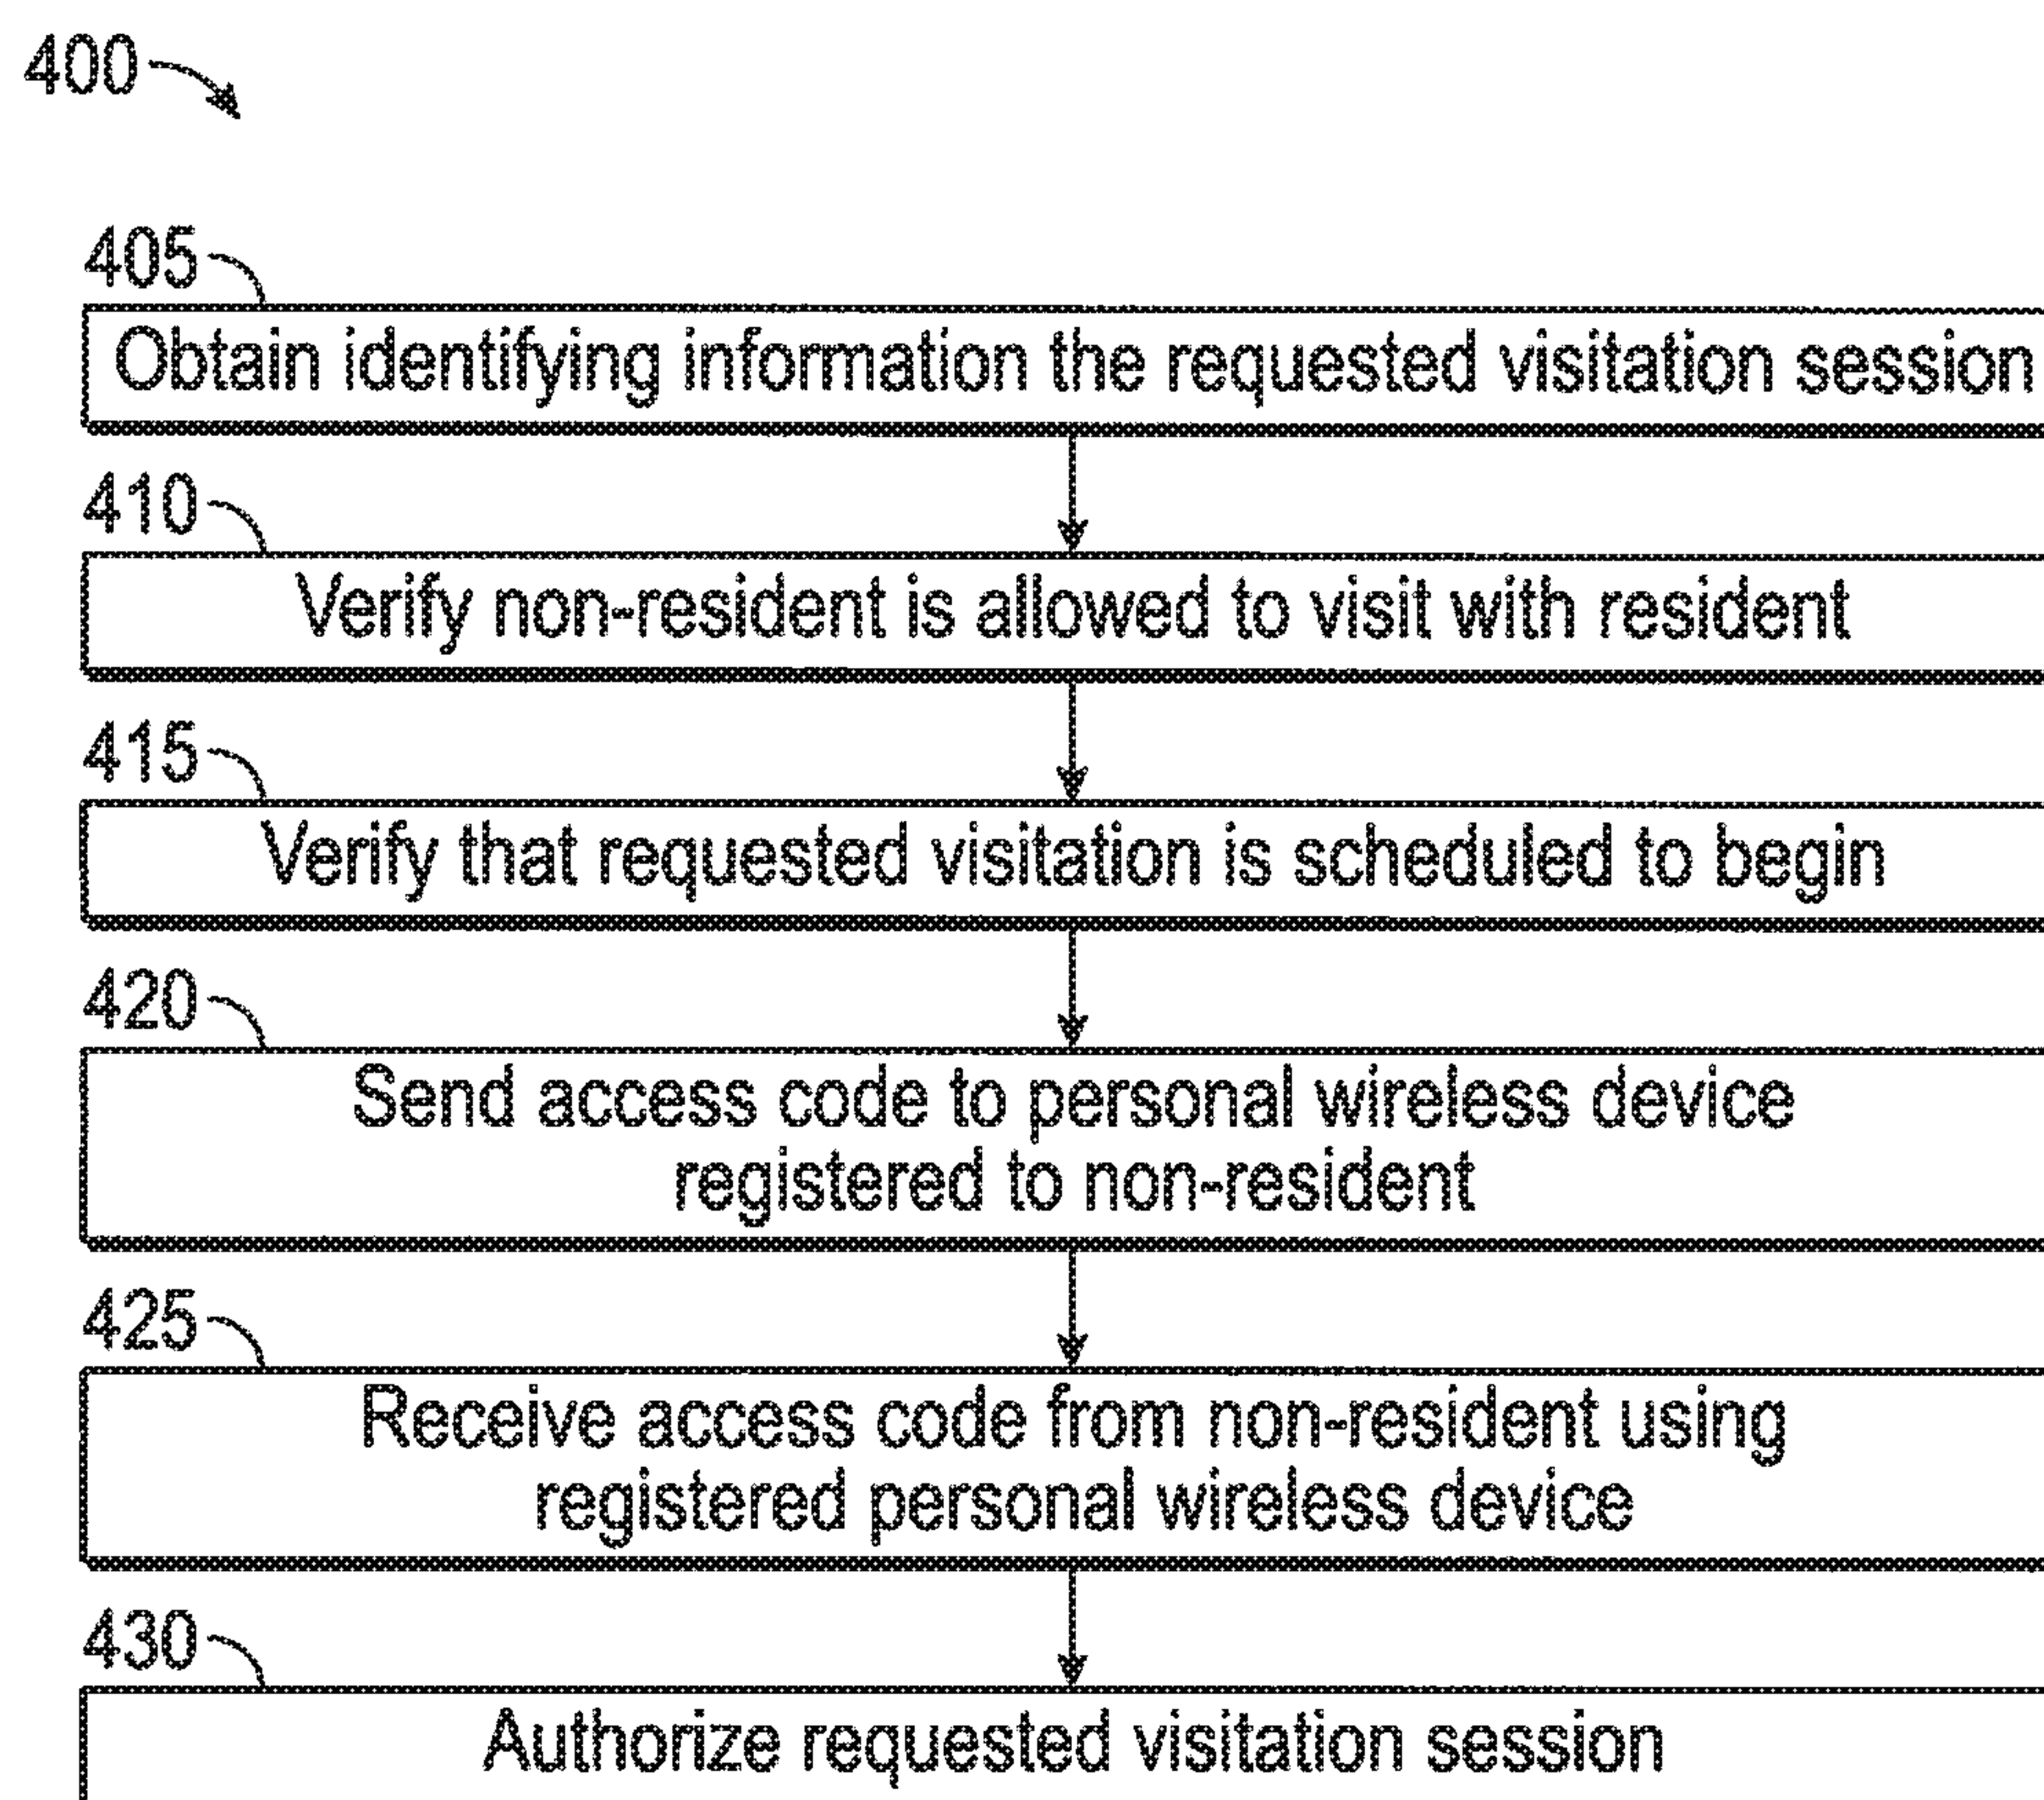 400
405
Obtain identifying information the requested visitation session
410
Verify non-resident is allowed to visit with resident
415
Verify that requested visitation is scheduled to begin
420
Send access code to personal wireless device
registered to non-resident
425
Receive access code from non-resident using
registered personal wireless device
430
Authorize requested visitation session